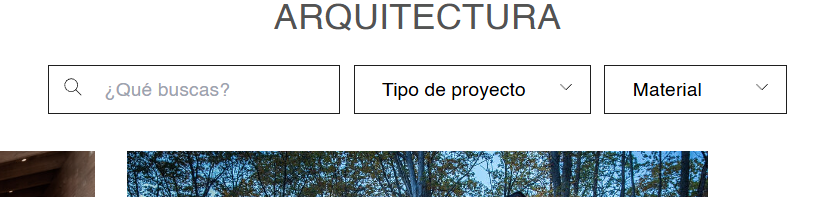 ARQUITECTURA
¿Qué buscas? Tipo de proyecto Material